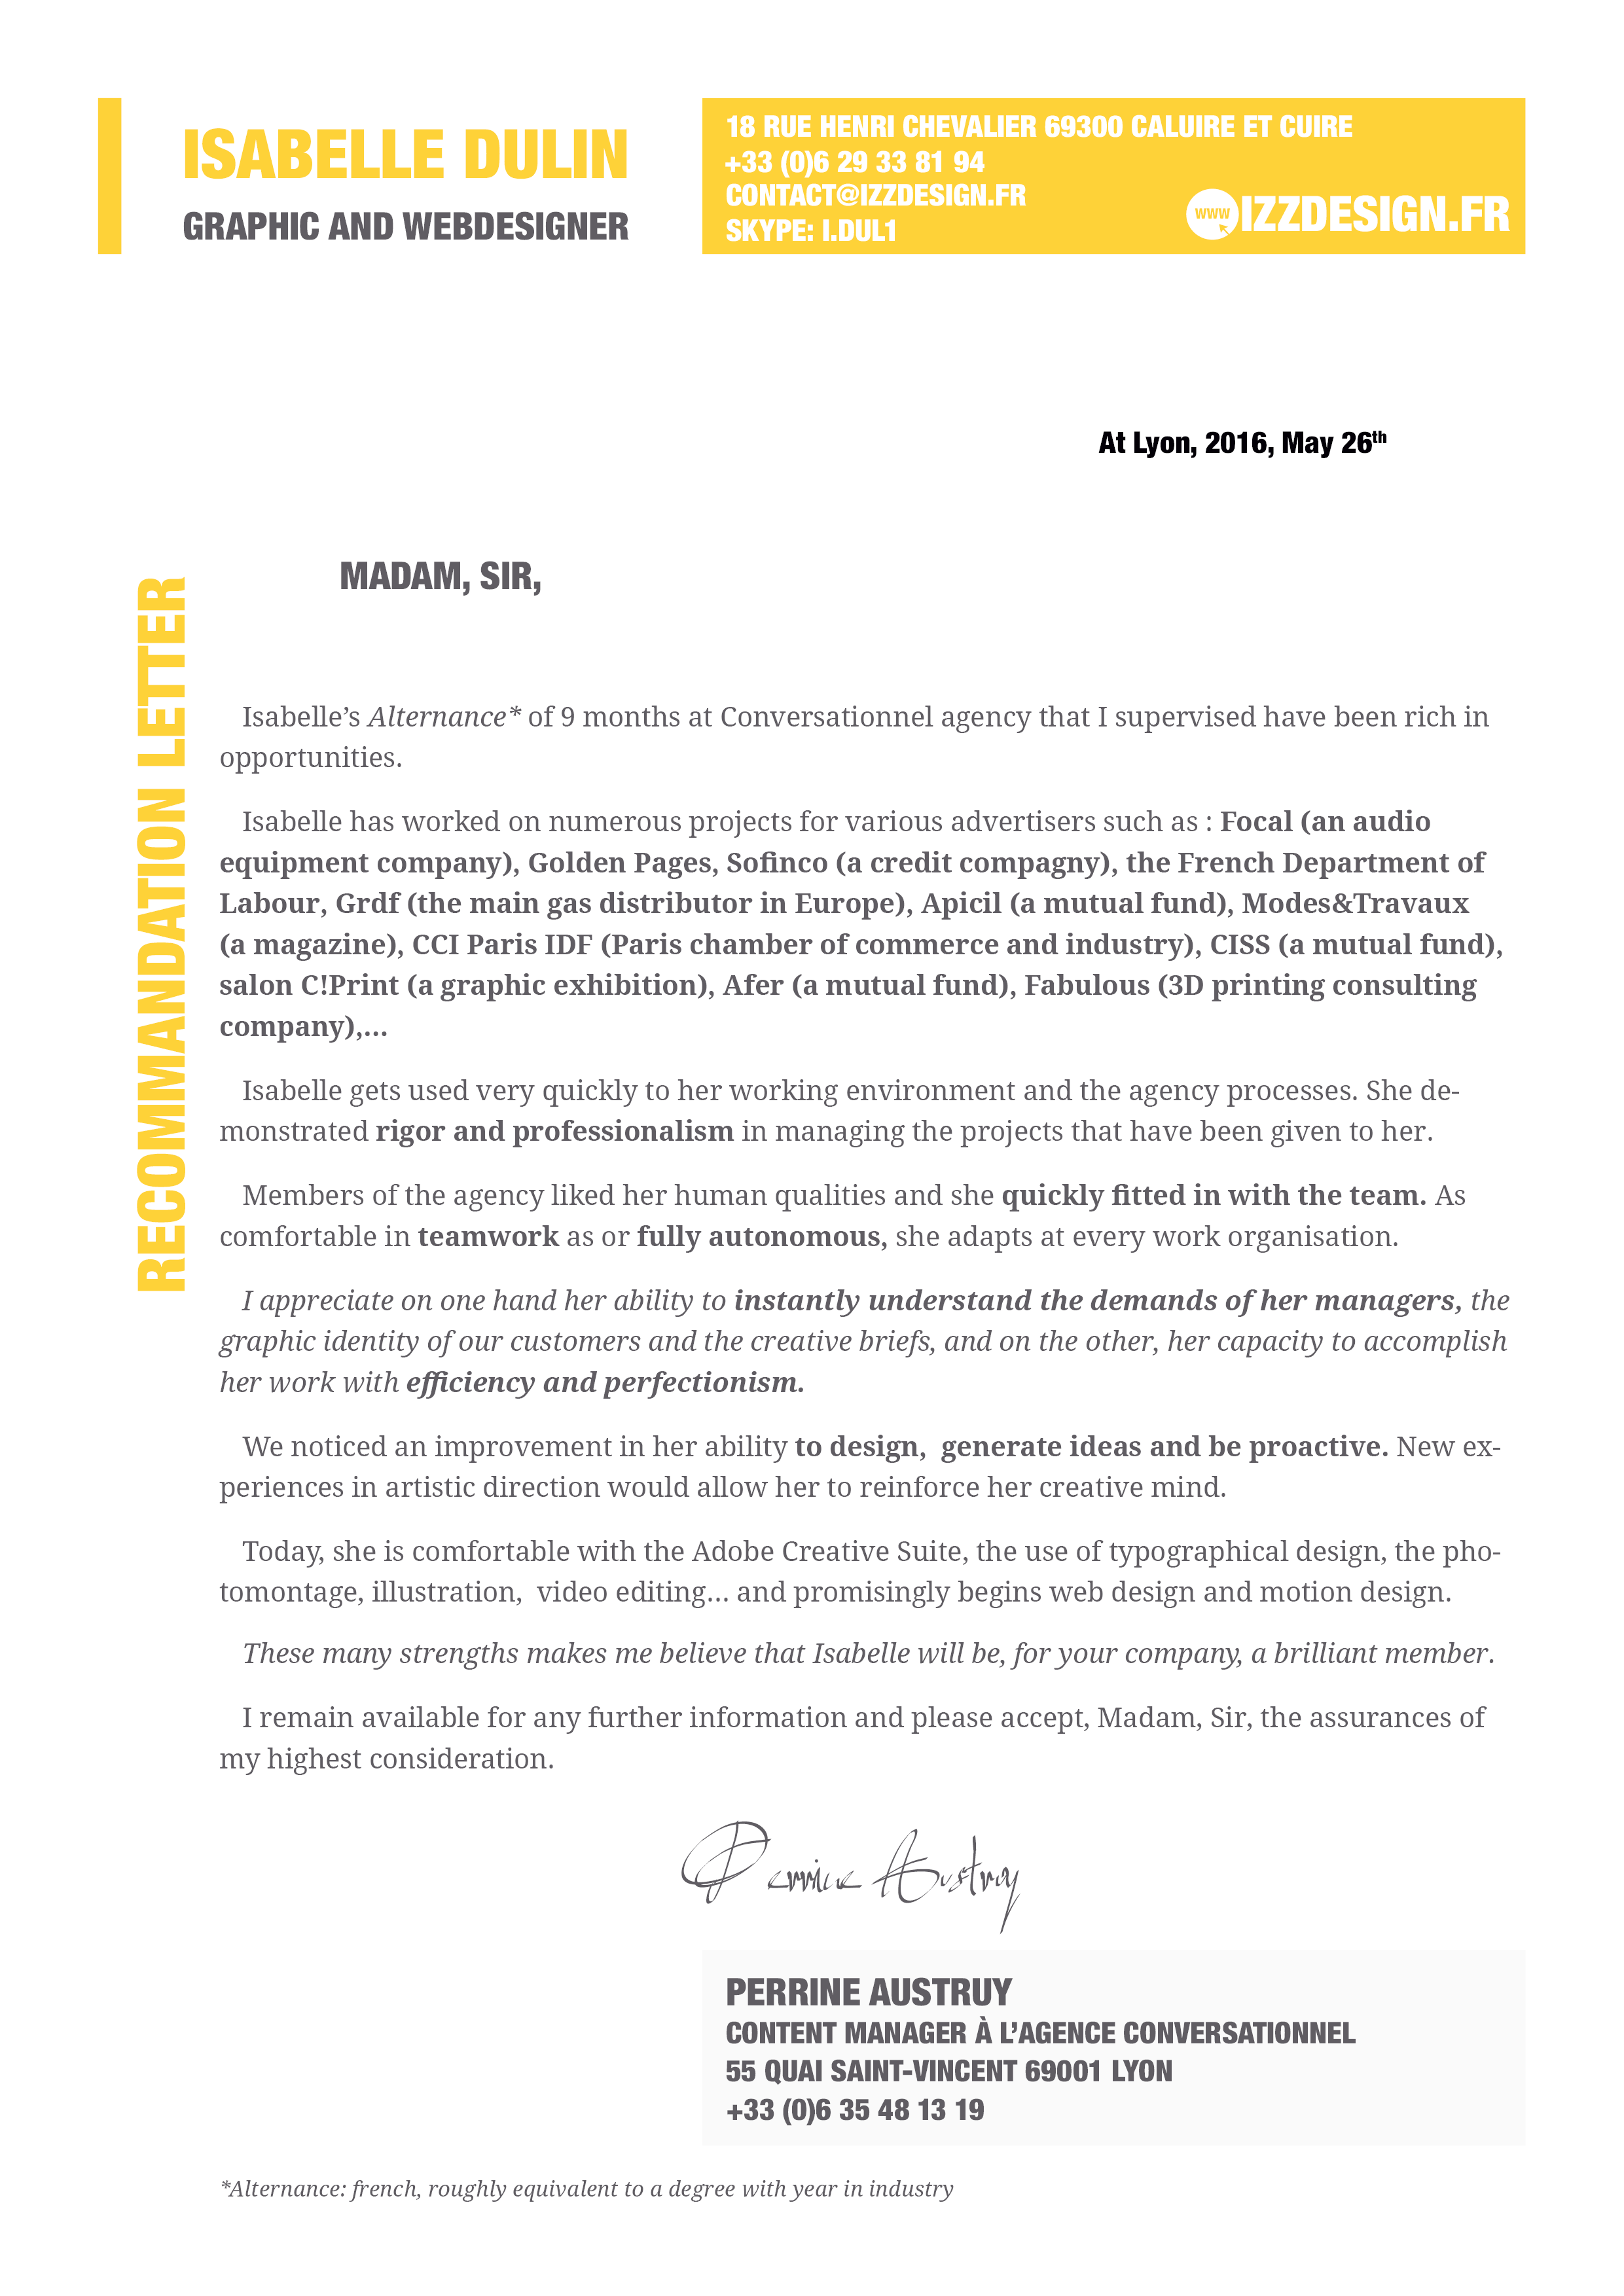 ISABELLE DULIN
GRAPHIC AND WEBDESIGNER
18 RUE HENRI CHEVALIER 69300 CALUIRE ET CUIRE
+33 (0)6 29 33 81 94
CONTACT@IZZDESIGN.FR
SKYPE: I.DUL1
WWW IZZDESIGN.FR
At Lyon, 2016, May 26th
MADAM, SIR,
RECOMMANDATION LETTER
Isabelle’s Alternance* of 9 months at Conversationnel agency that I supervised have been rich in
opportunities.
Isabelle has worked on numerous projects for various advertisers such as : Focal (an audio
equipment company), Golden Pages, Sofinco (a credit compagny), the French Department of
Labour, Grdf (the main gas distributor in Europe), Apicil (a mutual fund), Modes&Travaux
(a magazine), CCI Paris IDF (Paris chamber of commerce and industry), CISS (a mutual fund),
salon C!Print (a graphic exhibition), Afer (a mutual fund), Fabulous (3D printing consulting
company),...
Isabelle gets used very quickly to her working environment and the agency processes. She de-
monstrated rigor and professionalism in managing the projects that have been given to her.
Members of the agency liked her human qualities and she quickly fitted in with the team. As
comfortable in teamwork as or fully autonomous, she adapts at every work organisation.
I appreciate on one hand her ability to instantly understand the demands of her managers, the
graphic identity of our customers and the creative briefs, and on the other, her capacity to accomplish
her work with efficiency and perfectionism.
We noticed an improvement in her ability to design,  generate ideas and be proactive. New ex-
periences in artistic direction would allow her to reinforce her creative mind.
Today, she is comfortable with the Adobe Creative Suite, the use of typographical design, the pho-
tomontage, illustration,  video editing... and promisingly begins web design and motion design.
These many strengths makes me believe that Isabelle will be, for your company, a brilliant member.
I remain available for any further information and please accept, Madam, Sir, the assurances of
my highest consideration.
Perrine Austruy
PERRINE AUSTRUY
CONTENT MANAGER À L’AGENCE CONVERSATIONNEL
55 QUAI SAINT-VINCENT 69001 LYON
+33 (0)6 35 48 13 19
*Alternance: french, roughly equivalent to a degree with year in industry